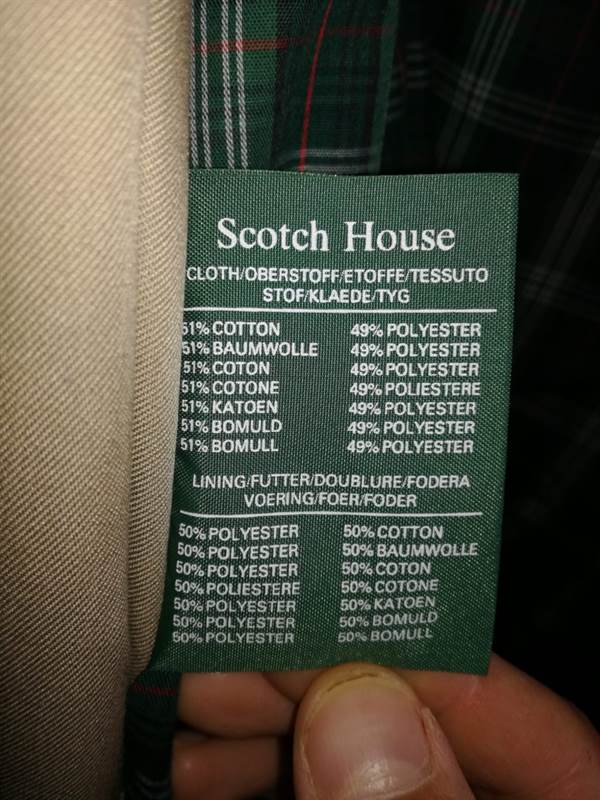 Scotch House
CLOTH/OBERSTOFF/ETOFFE/TESSUTO
STOF/KLAEDE/TYG
51% COTTON 49% POLYESTER
51% BAUMWOLLE 49% POLYESTER
51% COTON 49% POLYESTER
51% COTONE 49% POLIESTERE
51% KATOEN 49% POLYESTER
51% BOMULD 49% POLYESTER
51% BOMULL 49% POLYESTER
LINING/FUTTER/DOUBLURE/FODERA
VOERING/FOER/FODER
50% POLYESTER 50% COTTON
50% POLYESTER 50% BAUMWOLLE
50% POLYESTER 50% COTON
50% POLIESTERE 50% COTONE
50% POLYESTER 50% KATOEN
50% POLYESTER 50% BOMULD
50% POLYESTER 50% BOMULL